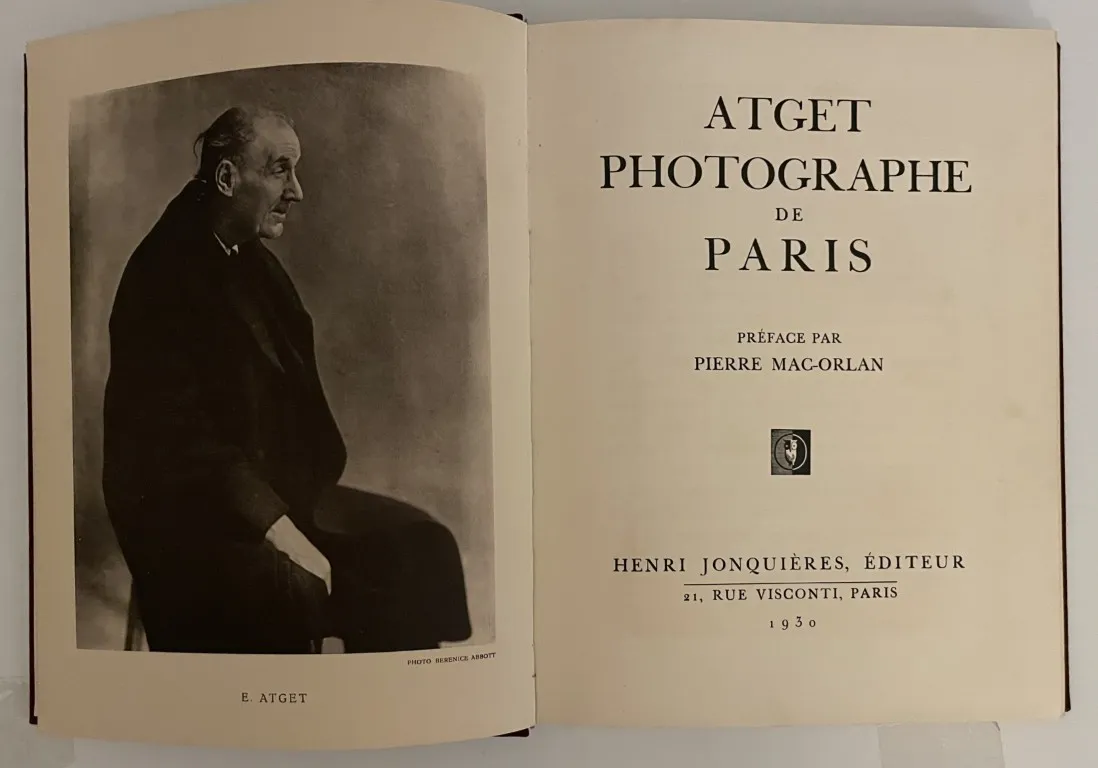 PHOTO BERENICE ABBOTT
E. ATGET
ATGET
PHOTOGRAPHE
DE
PARIS
PRÉFACE PAR
PIERRE MAC-ORLAN
HENRI JONQUIÈRES, ÉDITEUR
21, RUE VISCONTI, PARIS
1930